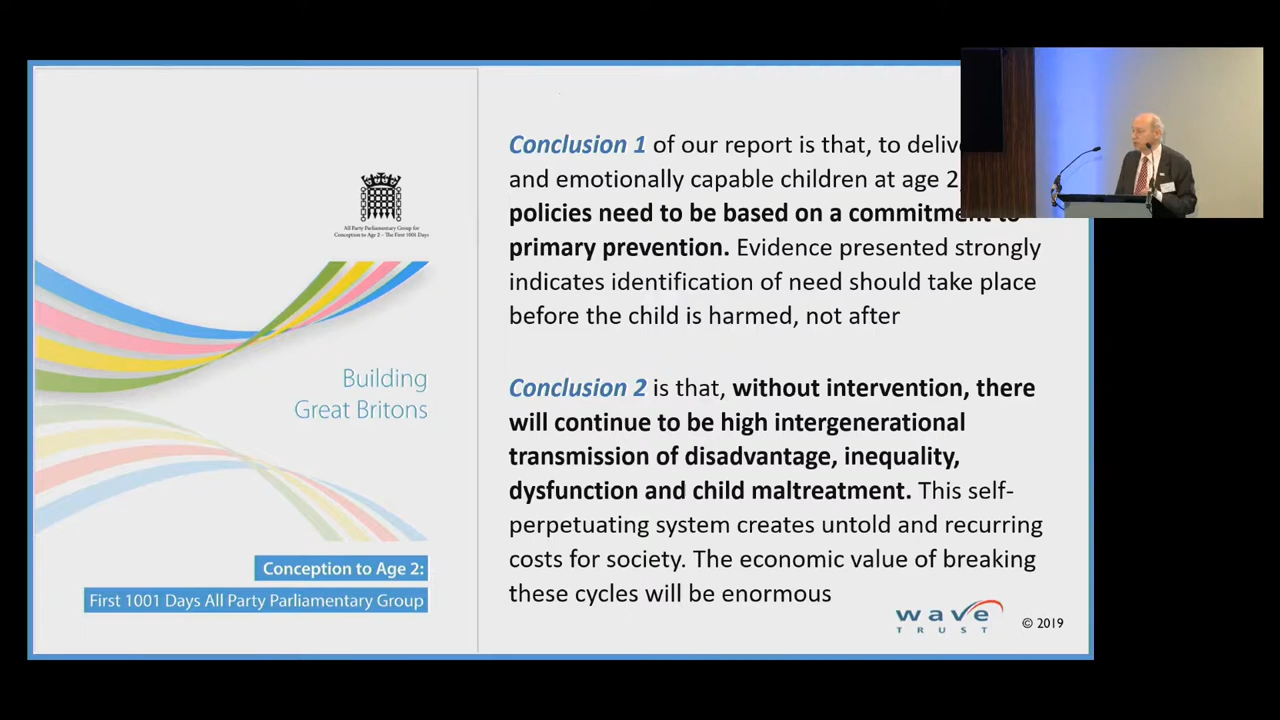 All Party Parliamentary Group for
Conception to Age 2 – The First 1001 Days
Building
Great Britons
Conception to Age 2:
First 1001 Days All Party Parliamentary Group
Conclusion 1 of our report is that, to
and emotionally capable children at age 2,
policies need to be based on a commitment to
primary prevention. Evidence presented strongly
indicates identification of need should take place
before the child is harmed, not after
Conclusion 2 is that, without intervention, there
will continue to be high intergenerational
transmission of disadvantage, inequality,
dysfunction and child maltreatment. This self-
perpetuating system creates untold and recurring
costs for society. The economic value of breaking
these cycles will be enormous
wave
TRUST
© 2019